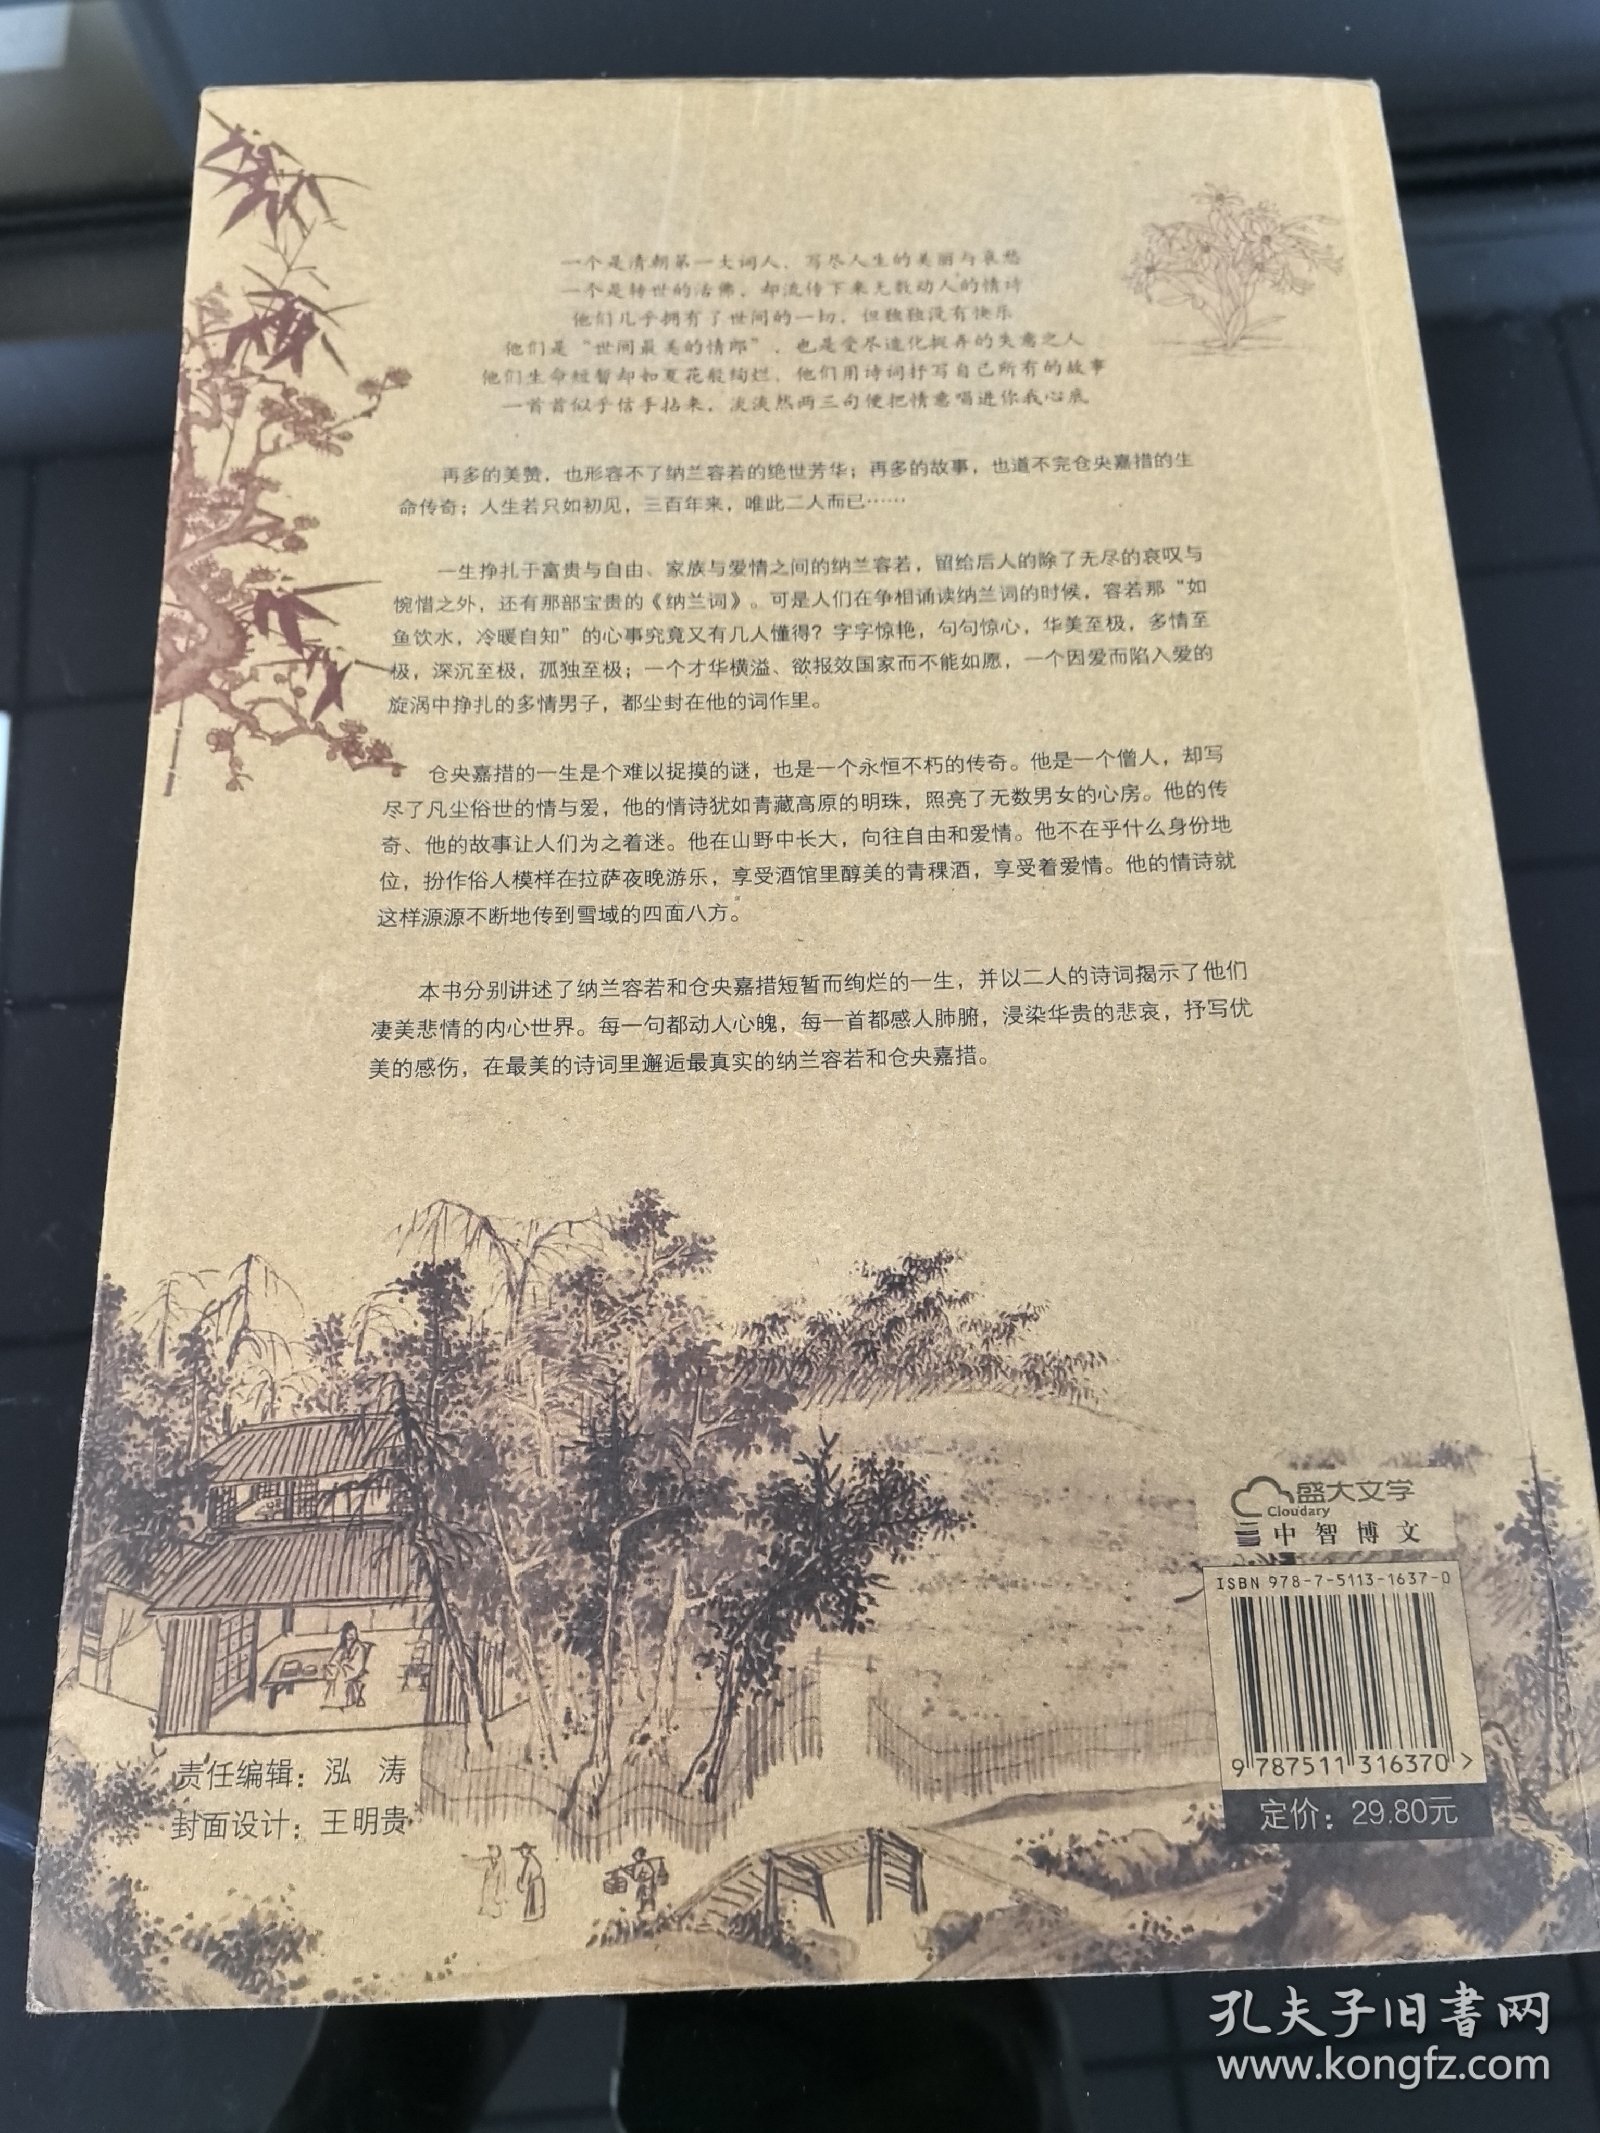 一个是清朝第一大词人，写尽人生的美丽与哀愁
一个是转世的活佛，却流传下来无数动人的情诗
他们几乎拥有了世间的一切，但独独没有快乐
他们是“世间最美的情郎”，也是受尽造化捉弄的失意之人
他们生命短暂却如夏花般绚烂，他们用诗词抒写自己所有的故事
一首首似乎信手拈来，淡淡然两三句便把情意唱进你我心底
再多的美赞，也形容不了纳兰容若的绝世芳华；再多的故事，也道不完仓央嘉措的生
命传奇；人生若只如初见，三百年来，唯此二人而已……
一生挣扎于富贵与自由、家族与爱情之间的纳兰容若，留给后人的除了无尽的哀叹与
惋惜之外，还有那部宝贵的《纳兰词》。可是人们在争相诵读纳兰词的时候，容若那“如
鱼饮水，冷暖自知”的心事究竟又有几人懂得？字字惊艳，句句惊心，华美至极，多情至
极，深沉至极，孤独至极；一个才华横溢、欲报效国家而不能如愿，一个因爱而陷入爱的
旋涡中挣扎的多情男子，都尘封在他的词作里。
仓央嘉措的一生是个难以捉摸的谜，也是一个永恒不朽的传奇。他是一个僧人，却写
尽了凡尘俗世的情与爱，他的情诗犹如青藏高原的明珠，照亮了无数男女的心房。他的传
奇、他的故事让人们为之着迷。他在山野中长大，向往自由和爱情。他不在乎什么身份地
位，扮作俗人模样在拉萨夜晚游乐，享受酒馆里醇美的青稞酒，享受着爱情。他的情诗就
这样源源不断地传到雪域的四面八方。
本书分别讲述了纳兰容若和仓央嘉措短暂而绚烂的一生，并以二人的诗词揭示了他们
凄美悲情的内心世界。每一句都动人心魄，每一首都感人肺腑，浸染华贵的悲哀，抒写优
美的感伤，在最美的诗词里邂逅最真实的纳兰容若和仓央嘉措。
盛大文学
Cloudary
中智博文
ISBN 978-7-5113-1637-0
9 787511 316370 >
定价：29.80元
责任编辑：泓 涛
封面设计：王明贵
孔夫子旧书网
www.kongfz.com